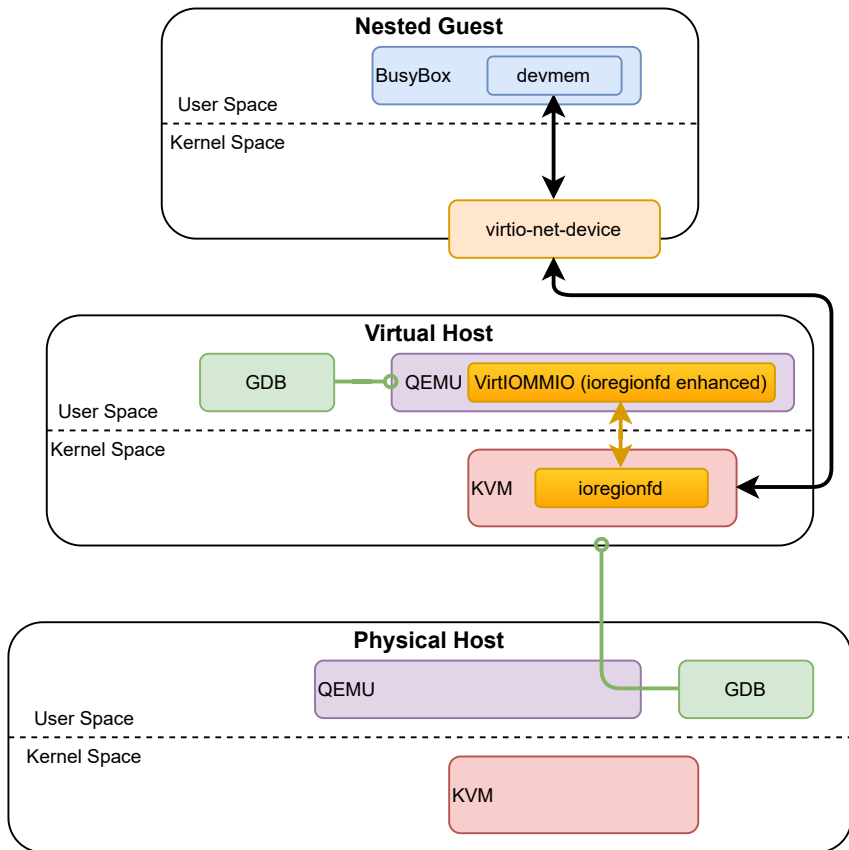 Nested Guest
BusyBox
devmem
User Space
Kernel Space
virtio-net-device
Virtual Host
GDB
QEMU
VirtIOMMIO (ioregionfd enhanced)
User Space
Kernel Space
KVM
ioregionfd
Physical Host
QEMU
GDB
User Space
Kernel Space
KVM